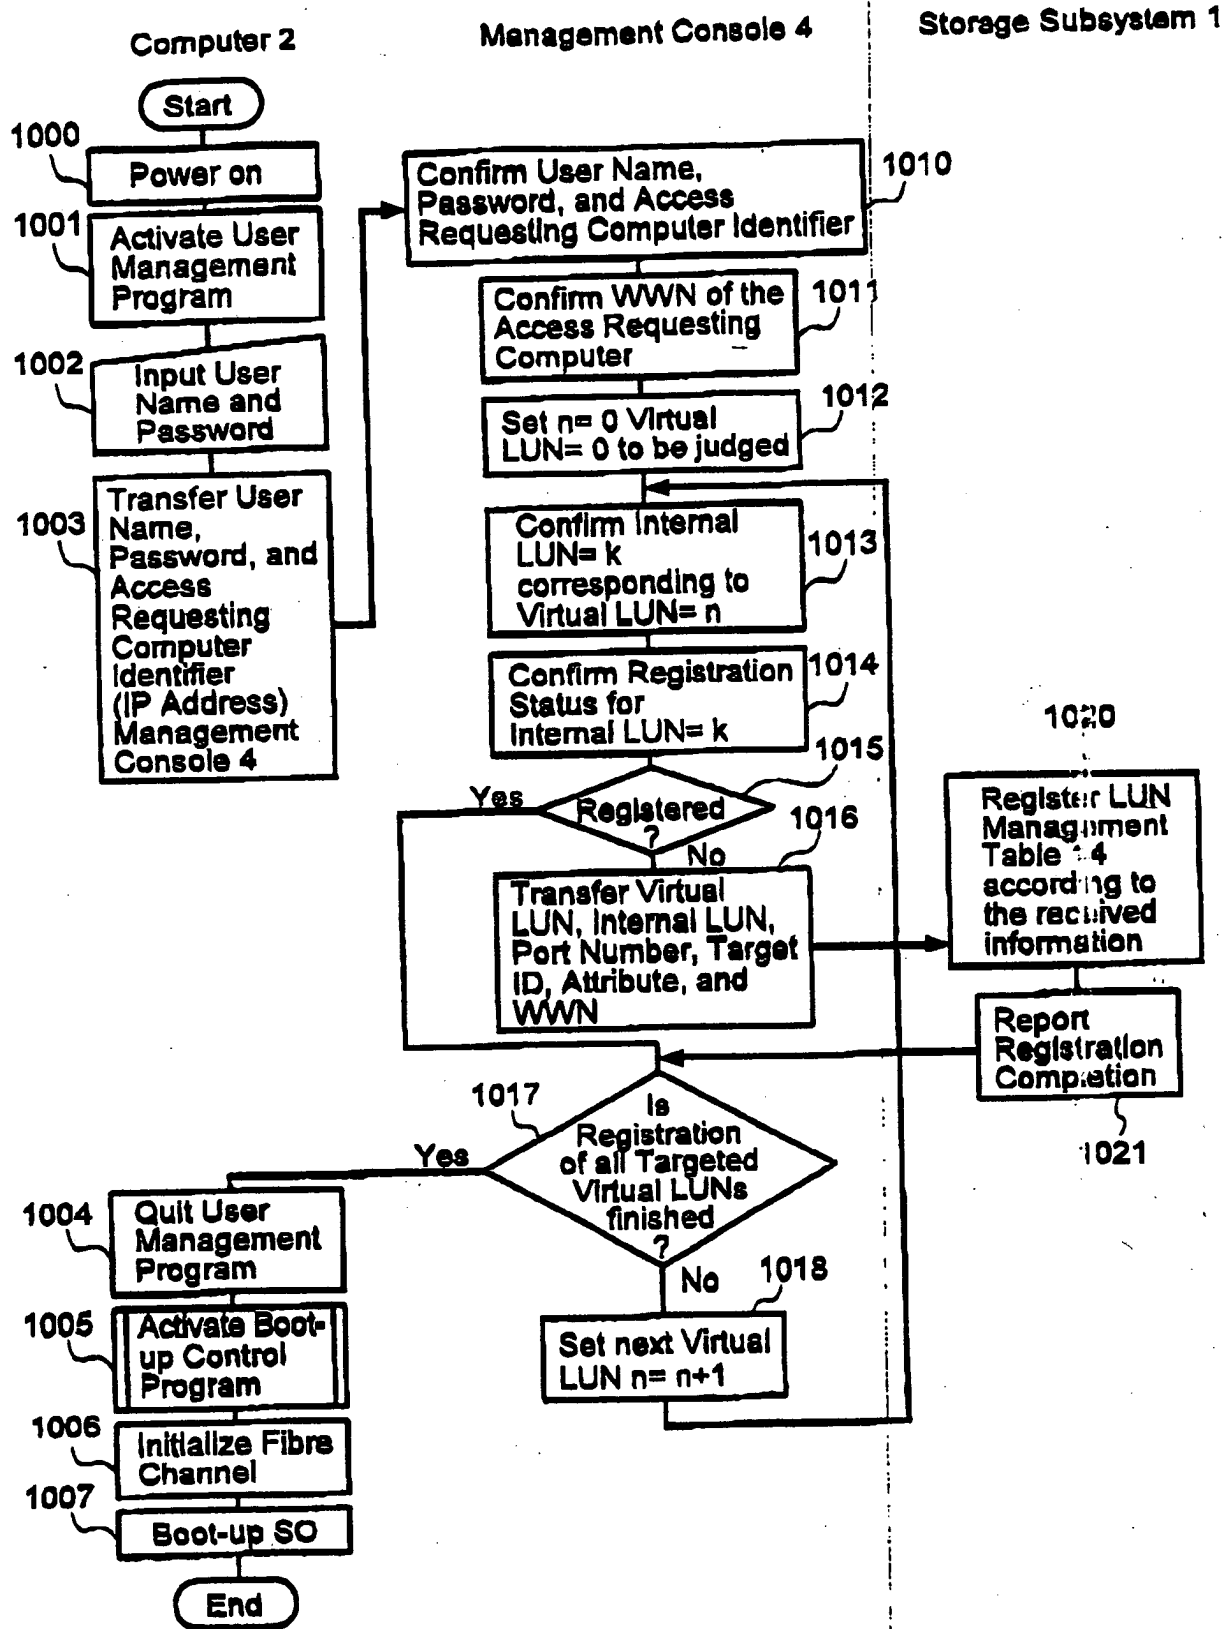 Computer 2
Management Console 4
Storage Subsystem 1
Start
1000
Power on
1001
Activate User
Management
Program
1002
Input User
Name and
Password
1003
Transfer User
Name,
Password, and
Access
Requesting
Computer
Identifier
(IP Address)
Management
Console 4
1010
Confirm User Name,
Password, and Access
Requesting Computer Identifier
1011
Confirm WWN of the
Access Requesting
Computer
1012
Set n= 0 Virtual
LUN= 0 to be judged
1013
Confirm Internal
LUN= k
corresponding to
Virtual LUN= n
1014
Confirm Registration
Status for
Internal LUN= k
1015
Yes
Registered
?
No
1016
Transfer Virtual
LUN, Internal LUN,
Port Number, Target
ID, Attribute, and
WWN
1020
Register LUN
Management
Table 4
according to
the received
information
Report
Registration
Completion
1021
1017
Yes
Is
Registration
of all Targeted
Virtual LUNs
finished
?
No
1018
Set next Virtual
LUN n= n+1
1004
Quit User
Management
Program
1005
Activate Boot-
up Control
Program
1006
Initialize Fibre
Channel
1007
Boot-up SO
End